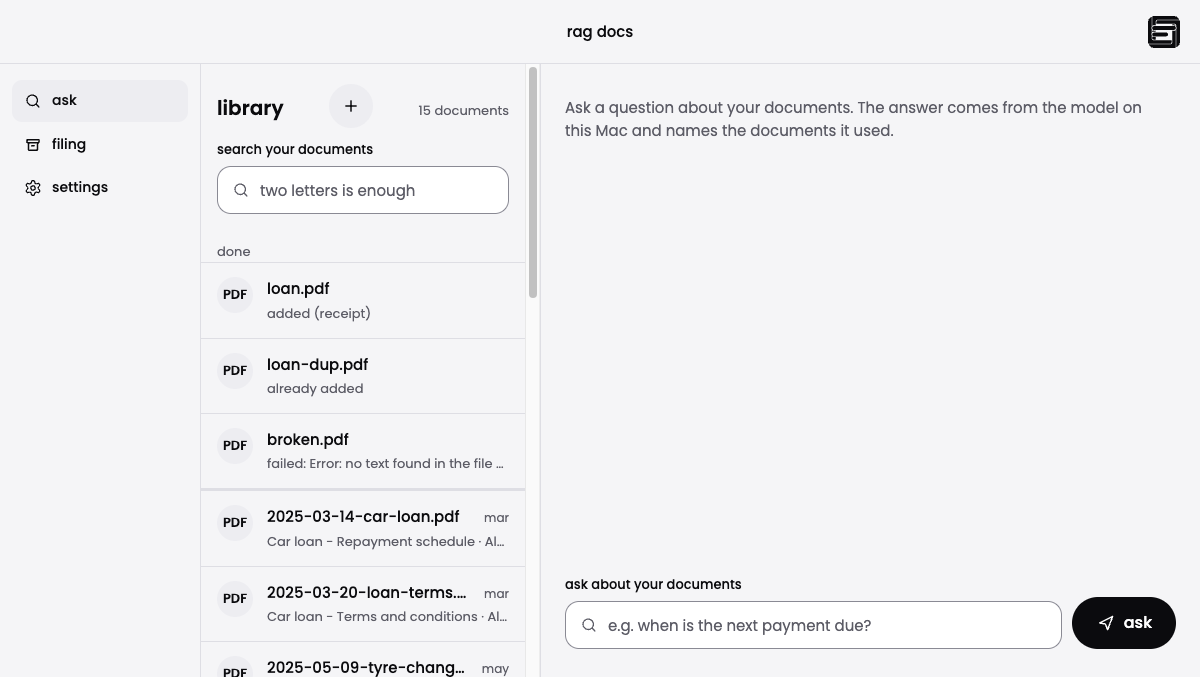 rag docs
ask
filing
settings
library
15 documents
search your documents
two letters is enough
done
PDF
loan.pdf
added (receipt)
PDF
loan-dup.pdf
already added
PDF
broken.pdf
failed: Error: no text found in the file ...
PDF
2025-03-14-car-loan.pdf
mar
Car loan - Repayment schedule · Al...
PDF
2025-03-20-loan-terms....
mar
Car loan - Terms and conditions · Al...
PDF
2025-05-09-tyre-chang...
may
Ask a question about your documents. The answer comes from the model on
this Mac and names the documents it used.
ask about your documents
e.g. when is the next payment due?
ask